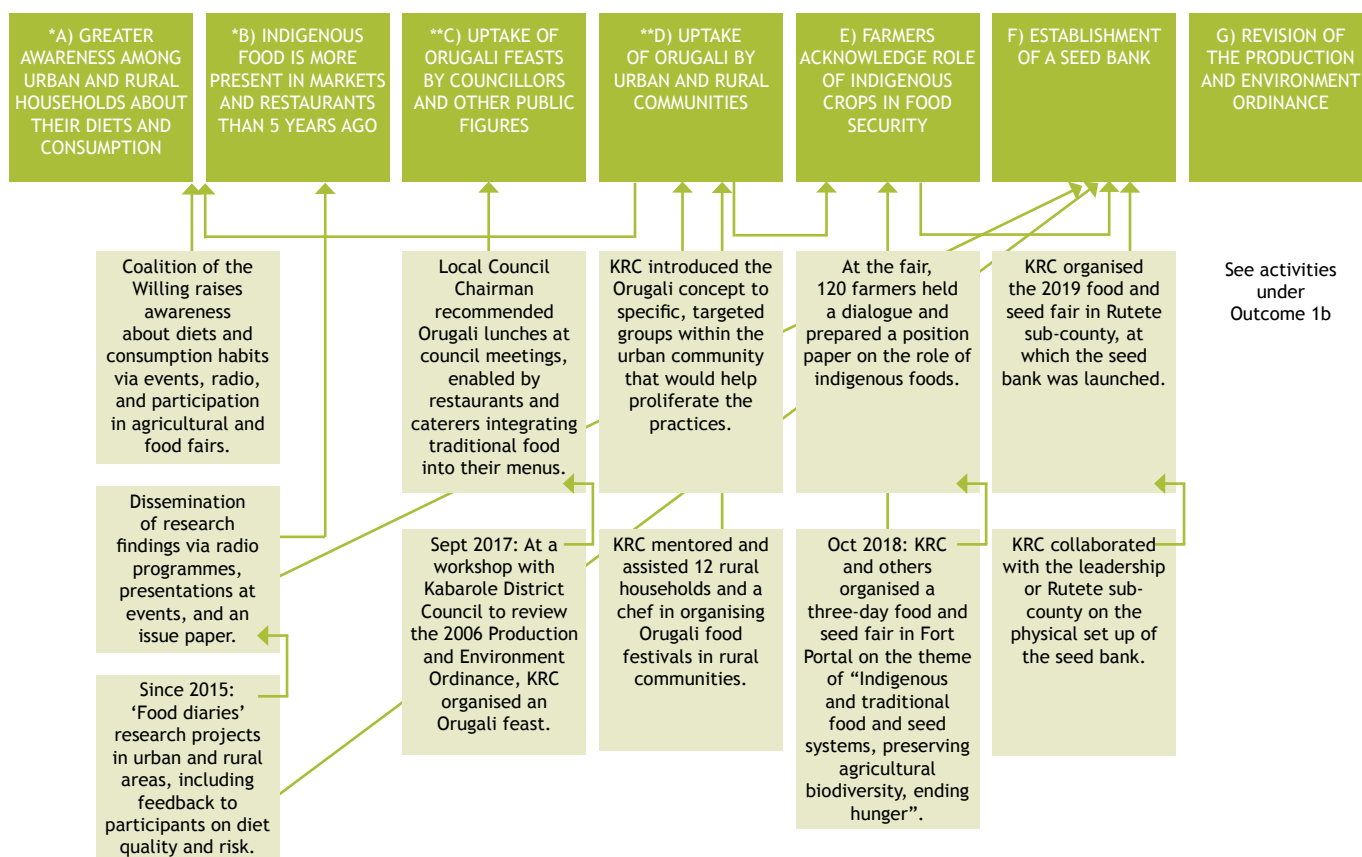 *A) GREATER
AWARENESS AMONG
URBAN AND RURAL
HOUSEHOLDS ABOUT
THEIR DIETS AND
CONSUMPTION
*B) INDIGENOUS
FOOD IS MORE
PRESENT IN MARKETS
AND RESTAURANTS
THAN 5 YEARS AGO
**C) UPTAKE OF
ORUGALI FEASTS
BY COUNCILLORS
AND OTHER PUBLIC
FIGURES
**D) UPTAKE
OF ORUGALI BY
URBAN AND RURAL
COMMUNITIES
E) FARMERS
ACKNOWLEDGE ROLE
OF INDIGENOUS
CROPS IN FOOD
SECURITY
F) ESTABLISHMENT
OF A SEED BANK
G) REVISION OF
THE PRODUCTION
AND ENVIRONMENT
ORDINANCE
Coalition of the
Willing raises
awareness
about diets and
consumption habits
via events, radio,
and participation
in agricultural and
food fairs.
Local Council
Chairman
recommended
Orugali lunches at
council meetings,
enabled by
restaurants and
caterers integrating
traditional food
into their menus.
KRC introduced the
Orugali concept to
specific, targeted
groups within the
urban community
that would help
proliferate the
practices.
At the fair,
120 farmers held
a dialogue and
prepared a position
paper on the role of
indigenous foods.
KRC organised
the 2019 food and
seed fair in Rutete
sub-county, at
which the seed
bank was launched.
See activities
under
Outcome 1b
Dissemination
of research
findings via radio
programmes,
presentations at
events, and an
issue paper.
Sept 2017: At a
workshop with
Kabarole District
Council to review
the 2006 Production
and Environment
Ordinance, KRC
organised an
Orugali feast.
KRC mentored and
assisted 12 rural
households and a
chef in organising
Orugali food
festivals in rural
communities.
Oct 2018: KRC
and others
organised a
three-day food and
seed fair in Fort
Portal on the theme
of “Indigenous
and traditional
food and seed
systems, preserving
agricultural
biodiversity, ending
hunger”.
KRC collaborated
with the leadership
or Rutete sub-
county on the
physical set up of
the seed bank.
Since 2015:
‘Food diaries’
research projects
in urban and rural
areas, including
feedback to
participants on diet
quality and risk.